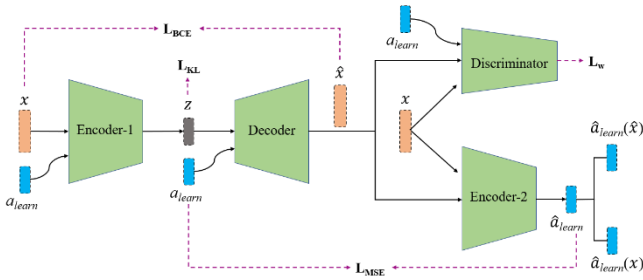 L_BCE
a_learn
x
L_KL
x̂
Discriminator
L_w
z
x
Encoder-1
Decoder
â_learn(x̂)
a_learn
a_learn
Encoder-2
â_learn
L_MSE
â_learn(x)